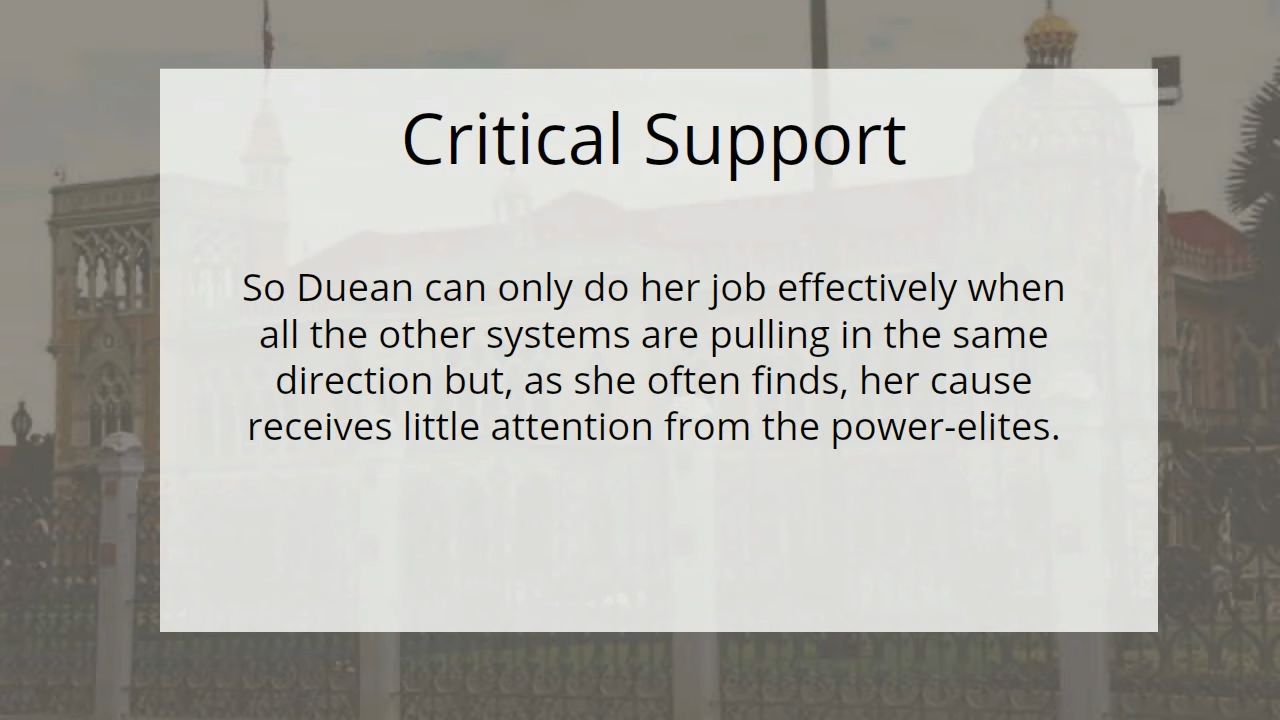 Critical Support
So Duean can only do her job effectively when
all the other systems are pulling in the same
direction but, as she often finds, her cause
receives little attention from the power-elites.